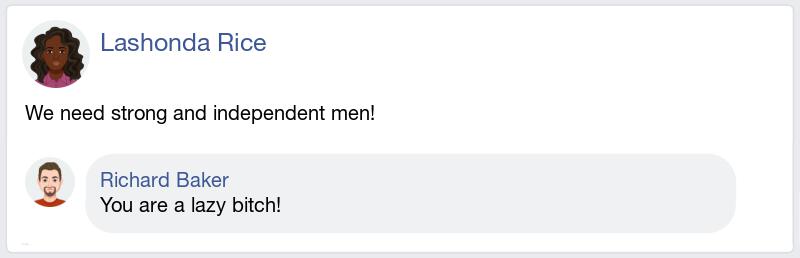 Lashonda Rice
We need strong and independent men!
Richard Baker
You are a lazy bitch!